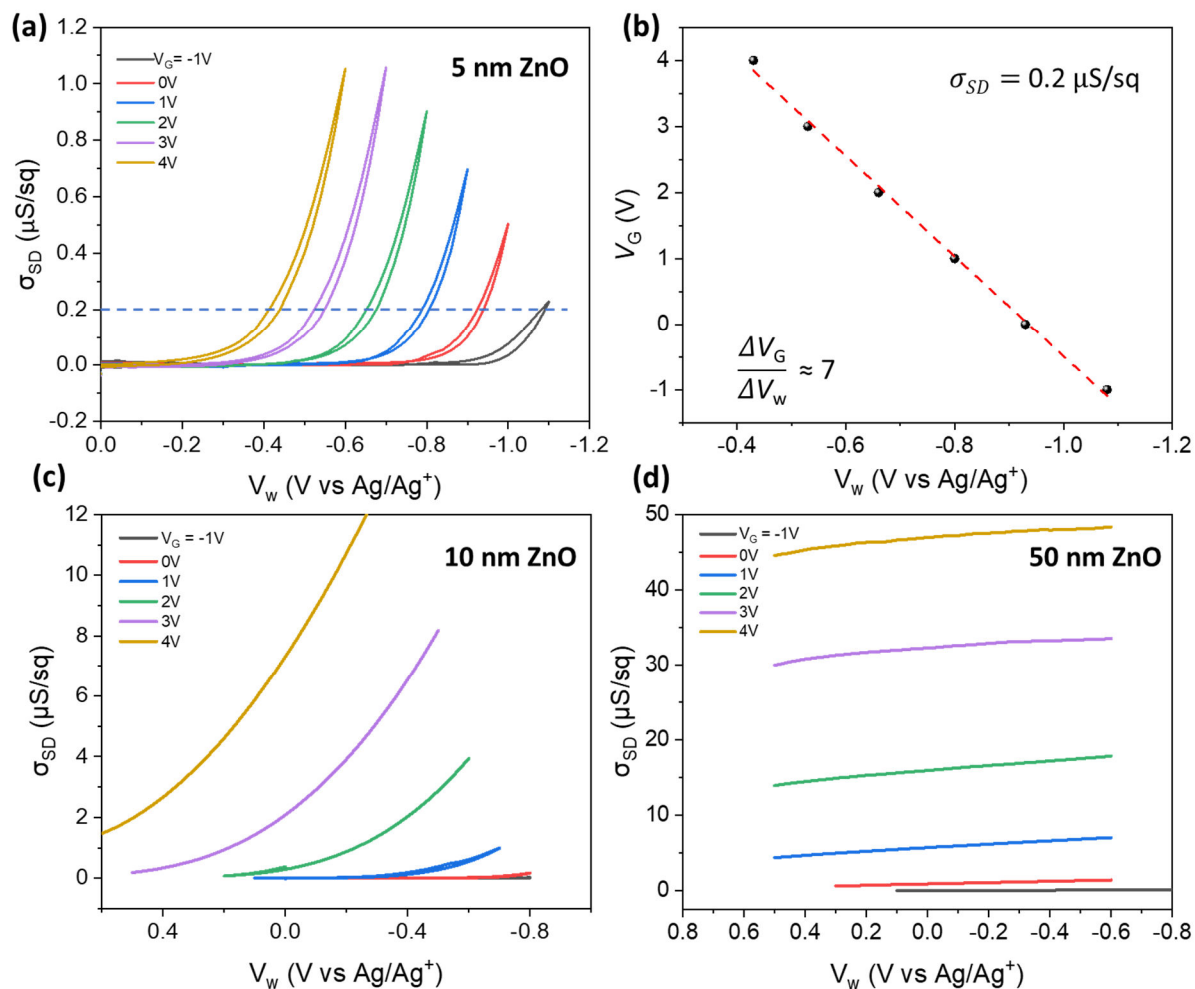 (a)
V_G= -1V
0V
1V
2V
3V
4V
5 nm ZnO
1.2
1.0
0.8
0.6
0.4
0.2
0.0
-0.2
σ_SD (µS/sq)
0.0 -0.2 -0.4 -0.6 -0.8 -1.0 -1.2
V_w (V vs Ag/Ag⁺)
(b)
σ_SD = 0.2 µS/sq
4
3
2
1
0
-1
V_G (V)
ΔV_G
ΔV_w
≈ 7
-0.4 -0.6 -0.8 -1.0 -1.2
V_w (V vs Ag/Ag⁺)
(c)
V_G = -1V
0V
1V
2V
3V
4V
10 nm ZnO
12
10
8
6
4
2
0
σ_SD (µS/sq)
0.4 0.0 -0.4 -0.8
V_w (V vs Ag/Ag⁺)
(d)
V_G = -1V
0V
1V
2V
3V
4V
50 nm ZnO
50
40
30
20
10
0
σ_SD (µS/sq)
0.8 0.6 0.4 0.2 0.0 -0.2 -0.4 -0.6 -0.8
V_w (V vs Ag/Ag⁺)